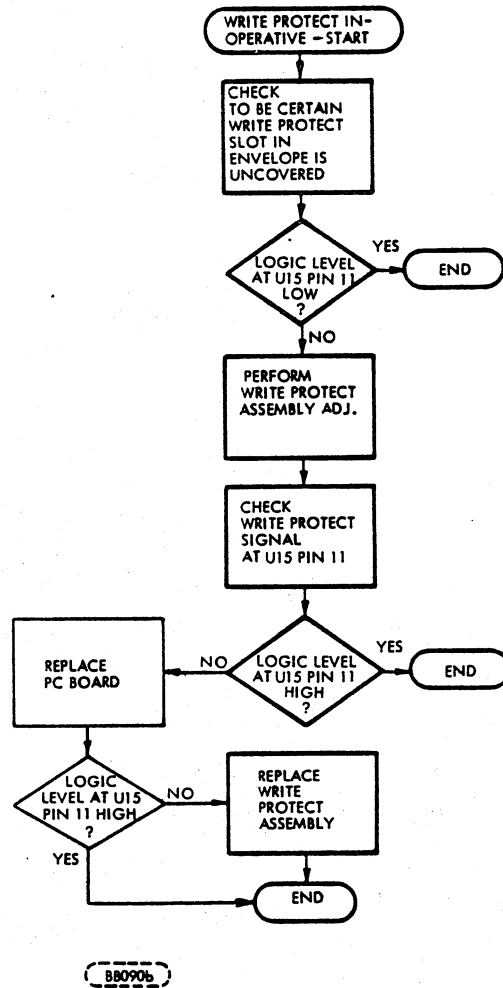 WRITE PROTECT IN-
OPERATIVE - START
CHECK
TO BE CERTAIN
WRITE PROTECT
SLOT IN
ENVELOPE IS
UNCOVERED
LOGIC LEVEL
AT U15 PIN 11
LOW
?
YES
END
NO
PERFORM
WRITE PROTECT
ASSEMBLY ADJ.
CHECK
WRITE PROTECT
SIGNAL
AT U15 PIN 11
LOGIC LEVEL
AT U15 PIN 11
HIGH
?
YES
END
NO
REPLACE
PC BOARD
LOGIC
LEVEL AT U15
PIN 11 HIGH
?
NO
REPLACE
WRITE
PROTECT
ASSEMBLY
YES
END
BB090b